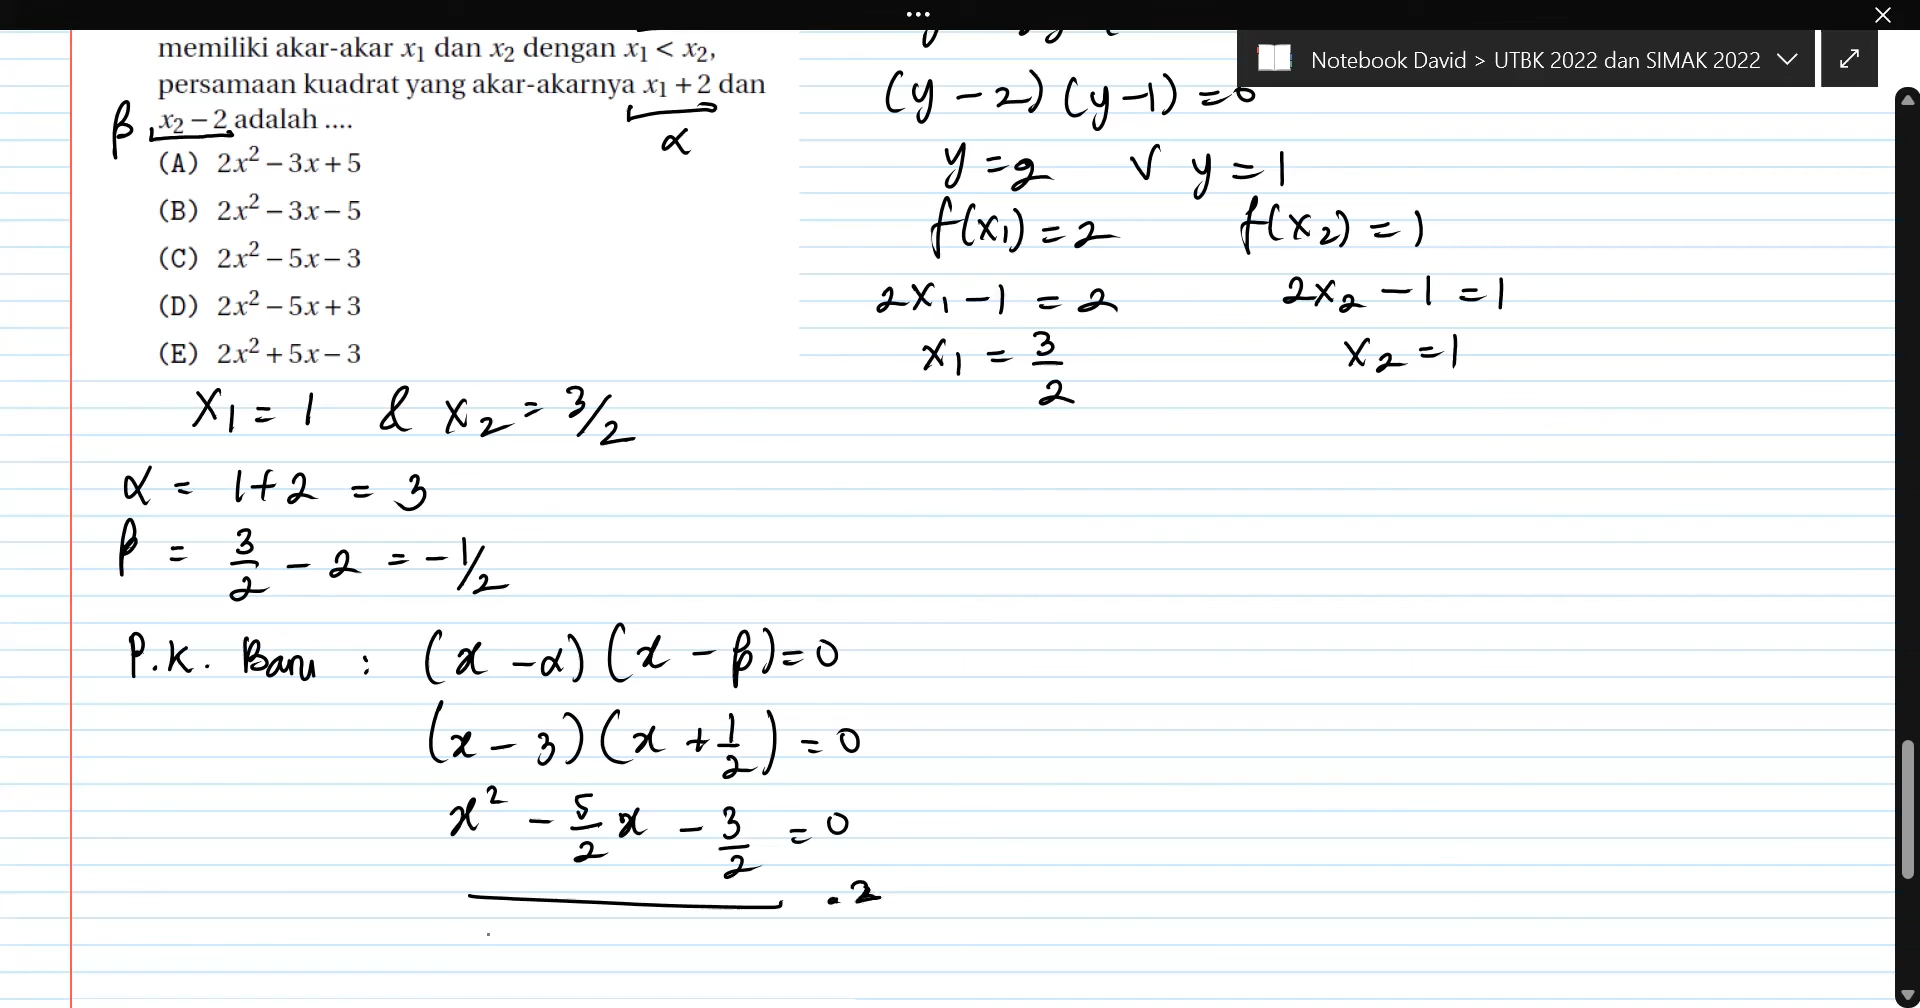 Notebook David > UTBK 2022 dan SIMAK 2022
memiliki akar-akar x₁ dan x₂ dengan x₁ < x₂,
persamaan kuadrat yang akar-akarnya x₁ + 2 dan
x₂ − 2 adalah ....
β
α
(A) 2x² − 3x + 5
(B) 2x² − 3x − 5
(C) 2x² − 5x − 3
(D) 2x² − 5x + 3
(E) 2x² + 5x − 3
x₁ = 1 & x₂ = 3/2
α = 1 + 2 = 3
β = 3/2 − 2 = −1/2
P.K. Baru : (x − α)(x − β) = 0
(x − 3)(x + 1/2) = 0
x² − 5/2 x − 3/2 = 0
. 2
(y − 2)(y − 1) = 0
y = 2 ∨ y = 1
f(x₁) = 2 f(x₂) = 1
2x₁ − 1 = 2 2x₂ − 1 = 1
x₁ = 3/2 x₂ = 1